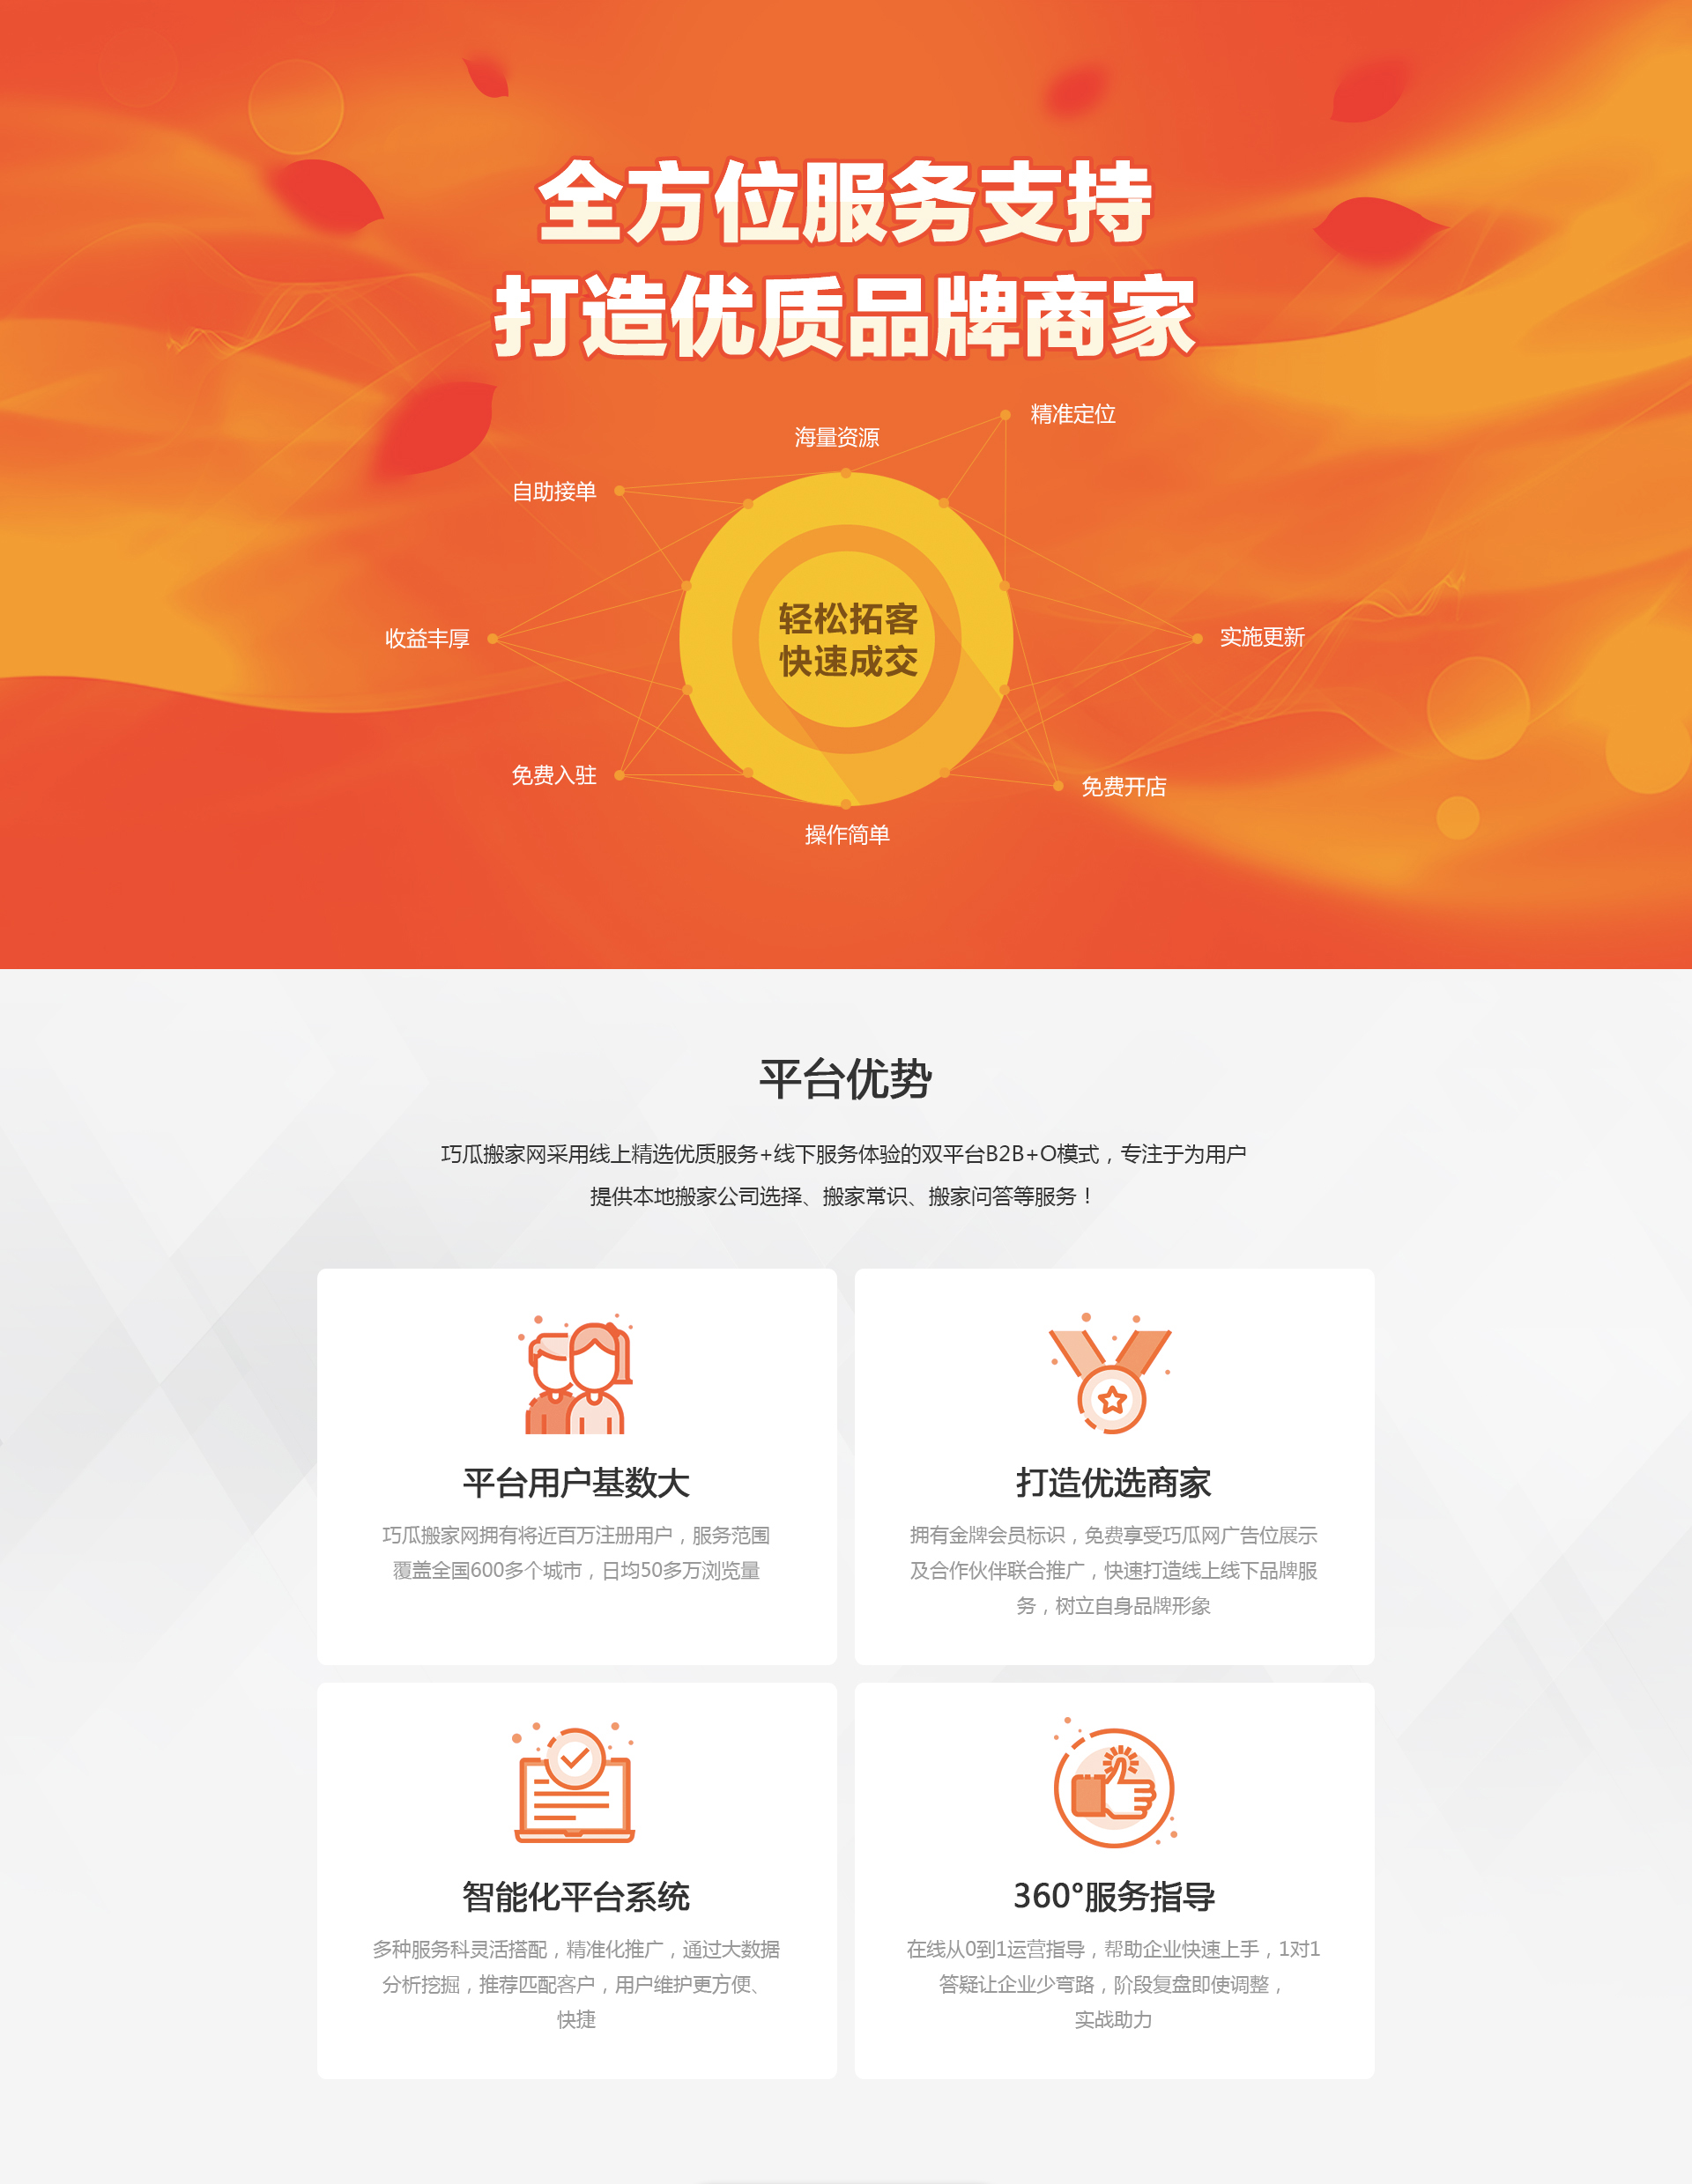 全方位服务支持
打造优质品牌商家
精准定位
海量资源
自助接单
轻松拓客
快速成交
收益丰厚
实施更新
免费入驻
免费开店
操作简单
平台优势
巧瓜搬家网采用线上精选优质服务+线下服务体验的双平台B2B+O模式，专注于为用户
提供本地搬家公司选择、搬家常识、搬家问答等服务！
平台用户基数大
巧瓜搬家网拥有将近百万注册用户，服务范围
覆盖全国600多个城市，日均50多万浏览量
打造优选商家
拥有金牌会员标识，免费享受巧瓜网广告位展示
及合作伙伴联合推广，快速打造线上线下品牌服
务，树立自身品牌形象
智能化平台系统
多种服务科灵活搭配，精准化推广，通过大数据
分析挖掘，推荐匹配客户，用户维护更方便、
快捷
360°服务指导
在线从0到1运营指导，帮助企业快速上手，1对1
答疑让企业少弯路，阶段复盘即使调整，
实战助力